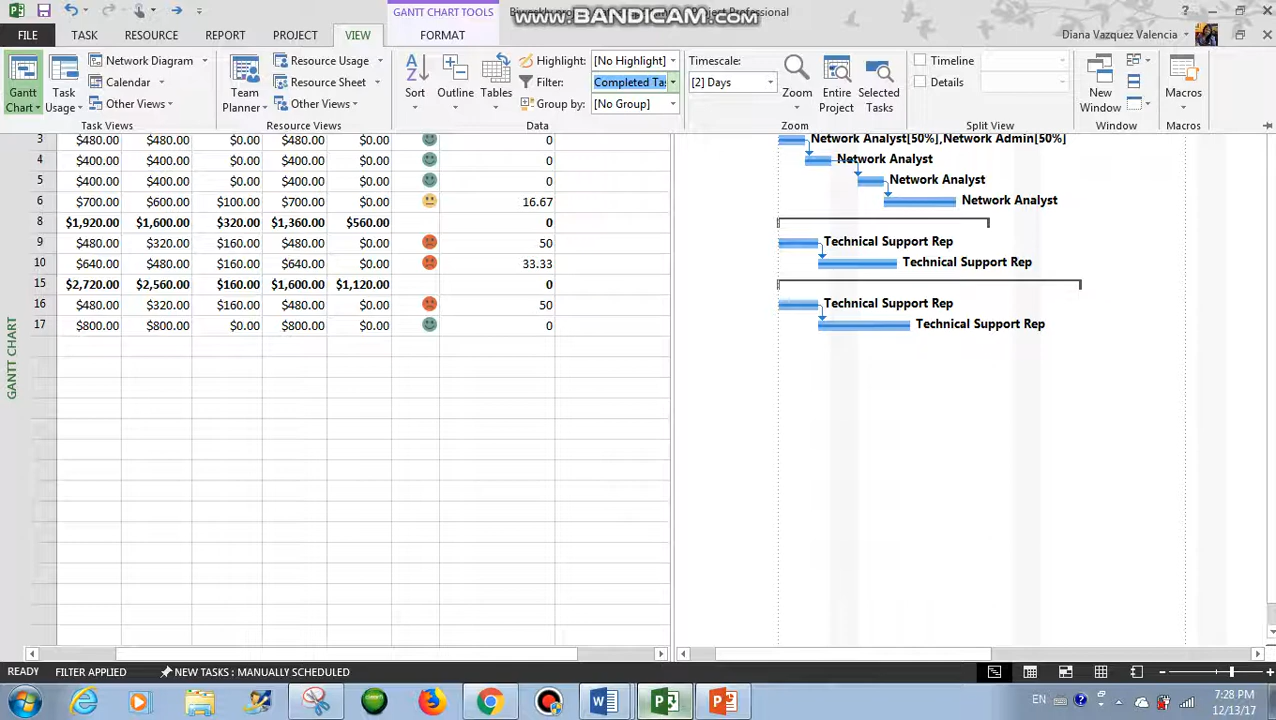 www.BANDICAM.com
GANTT CHART TOOLS
FILE TASK RESOURCE REPORT PROJECT VIEW FORMAT
Diana Vazquez Valencia
Gantt Chart
Task Usage
Network Diagram
Calendar
Other Views
Task Views
Team Planner
Resource Usage
Resource Sheet
Other Views
Resource Views
Sort
Outline
Tables
Highlight: [No Highlight]
Filter: Completed Ta
Group by: [No Group]
Data
Timescale:
[2] Days
Zoom
Entire Project
Selected Tasks
Zoom
Timeline
Details
Split View
New Window
Window
Macros
Macros
3 $480.00 $480.00 $0.00 $480.00 $0.00 0
4 $400.00 $400.00 $0.00 $400.00 $0.00 0
5 $400.00 $400.00 $0.00 $400.00 $0.00 0
6 $700.00 $600.00 $100.00 $700.00 $0.00 16.67
8 $1,920.00 $1,600.00 $320.00 $1,360.00 $560.00 0
9 $480.00 $320.00 $160.00 $480.00 $0.00 50
10 $640.00 $480.00 $160.00 $640.00 $0.00 33.33
15 $2,720.00 $2,560.00 $160.00 $1,600.00 $1,120.00 0
16 $480.00 $320.00 $160.00 $480.00 $0.00 50
17 $800.00 $800.00 $0.00 $800.00 $0.00 0
Network Analyst[50%],Network Admin[50%]
Network Analyst
Network Analyst
Network Analyst
Technical Support Rep
Technical Support Rep
Technical Support Rep
Technical Support Rep
GANTT CHART
READY FILTER APPLIED NEW TASKS : MANUALLY SCHEDULED
EN
7:28 PM
12/13/17